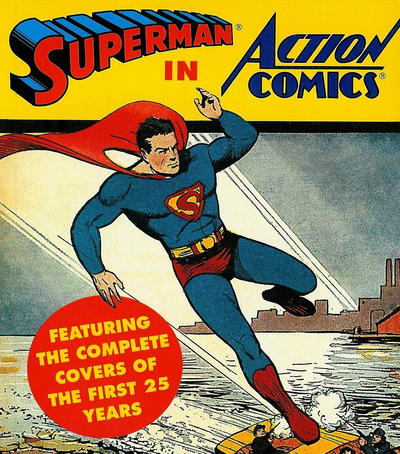 SUPERMAN®
IN
ACTION
COMICS®
S
FEATURING
THE COMPLETE
COVERS OF
THE FIRST 25
YEARS